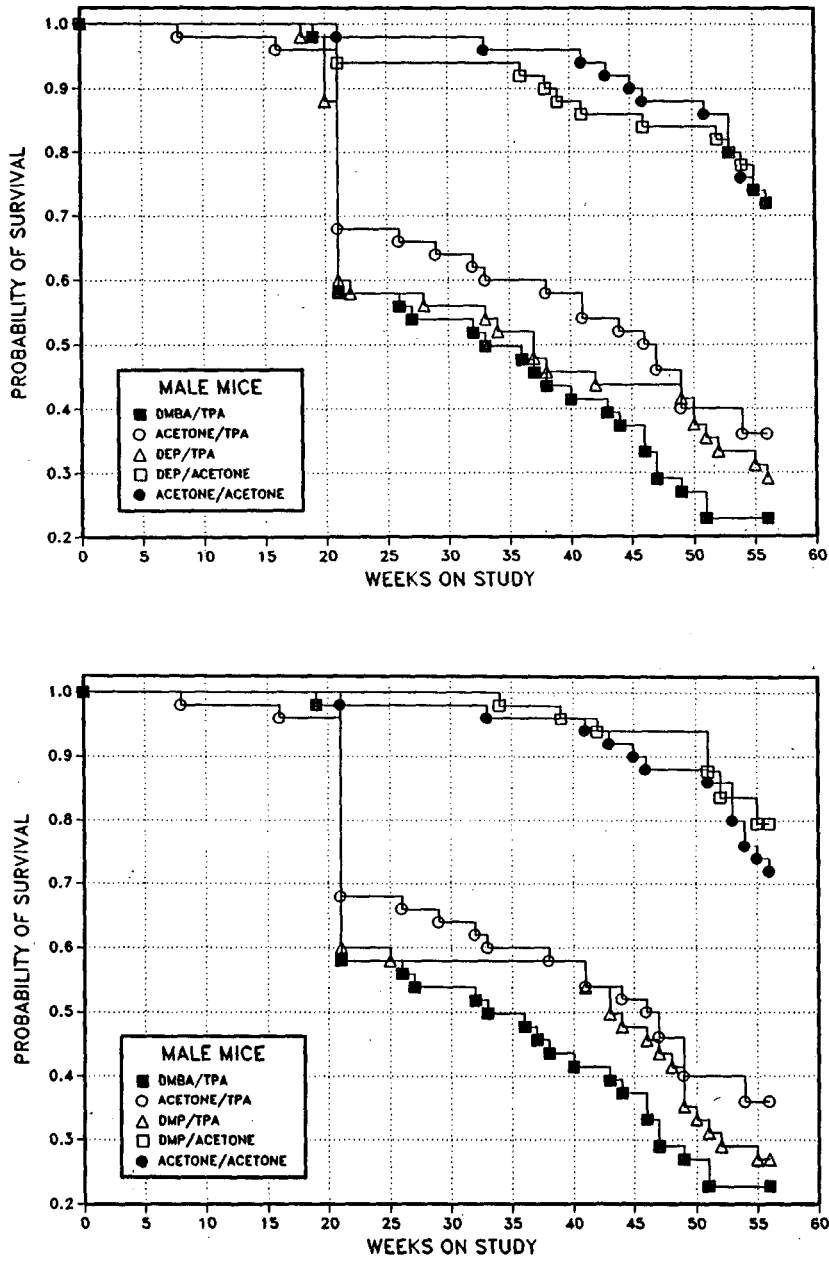 1.0
0.9
0.8
0.7
0.6
0.5
0.4
0.3
0.2
PROBABILITY OF SURVIVAL
MALE MICE
DMBA/TPA
ACETONE/TPA
DEP/TPA
DEP/ACETONE
ACETONE/ACETONE
0 5 10 15 20 25 30 35 40 45 50 55 60
WEEKS ON STUDY
1.0
0.9
0.8
0.7
0.6
0.5
0.4
0.3
0.2
PROBABILITY OF SURVIVAL
MALE MICE
DMBA/TPA
ACETONE/TPA
DMP/TPA
DMP/ACETONE
ACETONE/ACETONE
0 5 10 15 20 25 30 35 40 45 50 55 60
WEEKS ON STUDY